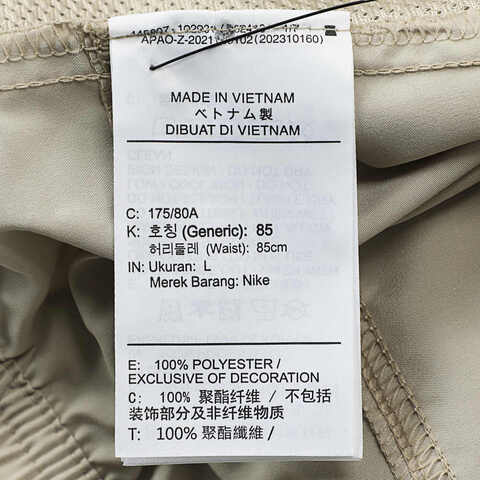 APAO-Z-2021 102 (202310160)
MADE IN VIETNAM
ベトナム製
DIBUAT DI VIETNAM
C: 175/80A
K: 호칭 (Generic): 85
허리둘레 (Waist): 85cm
IN: Ukuran: L
Merek Barang: Nike
E: 100% POLYESTER /
EXCLUSIVE OF DECORATION
C: 100% 聚酯纤维 / 不包括
装饰部分及非纤维物质
T: 100% 聚酯纖維 /